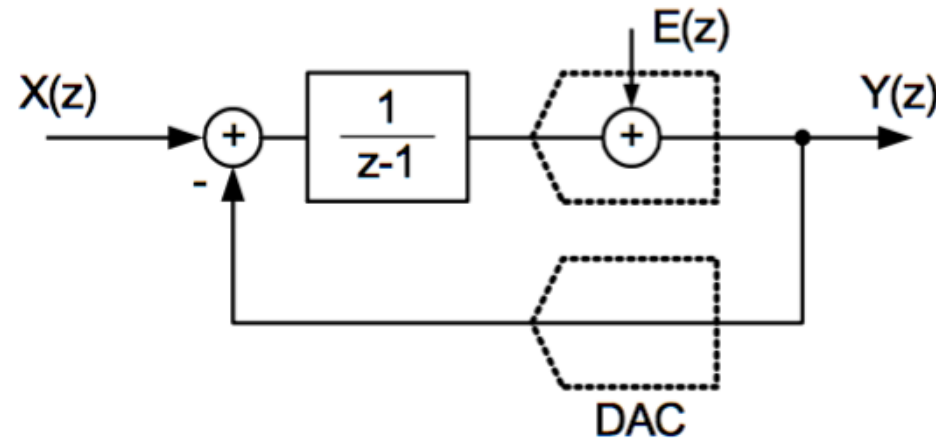 E(z)
X(z)
Y(z)
+
1
z-1
+
-
DAC